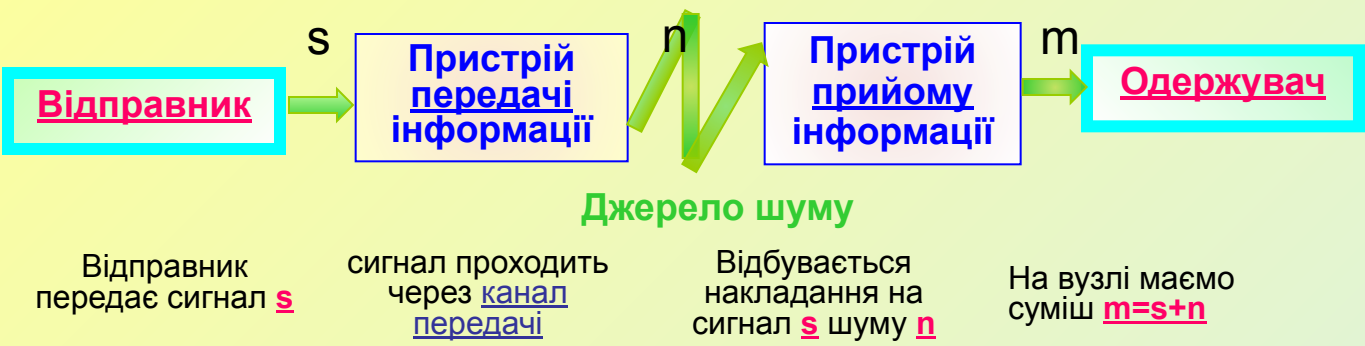 s
n
m
Відправник
Пристрій
передачі
інформації
Пристрій
прийому
інформації
Одержувач
Джерело шуму
Відправник
передає сигнал s
сигнал проходить
через канал
передачі
Відбувається
накладання на
сигнал s шуму n
На вузлі маємо
суміш m=s+n